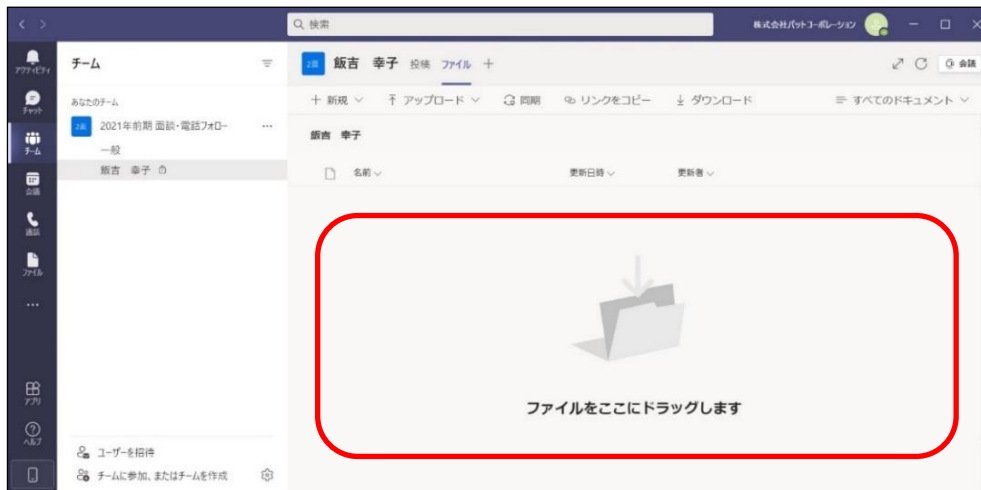 検索
株式会社パットコーポレーション
アクティビティ
チャット
チーム
会議
通話
ファイル
アプリ
ヘルプ
チーム
あなたのチーム
2面
2021年前期 面談・電話フォロー
一般
飯吉 幸子
ユーザーを招待
チームに参加、またはチームを作成
2面 飯吉 幸子 投稿 ファイル +
会議
+ 新規 アップロード 同期 リンクをコピー ダウンロード すべてのドキュメント
飯吉 幸子
名前 更新日時 更新者
ファイルをここにドラッグします